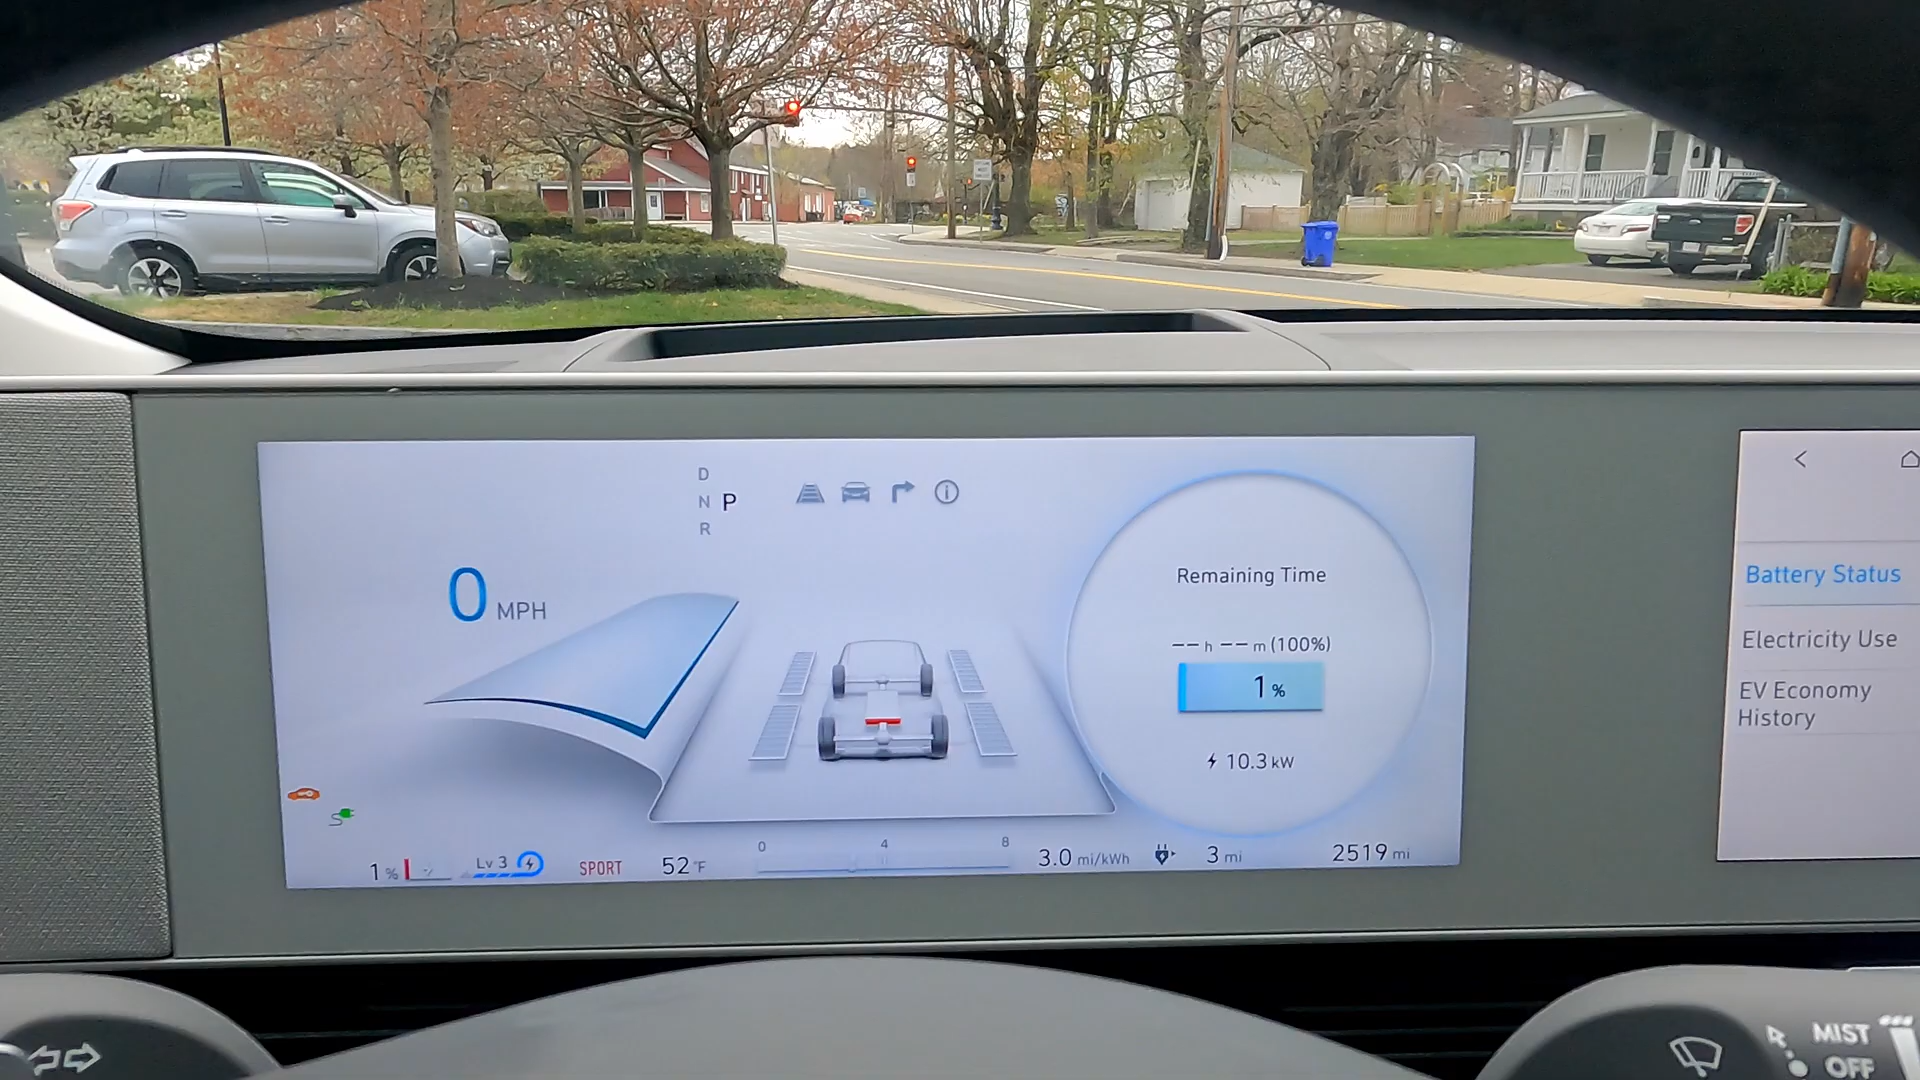 D
N P
R
0 MPH
Remaining Time
-- h -- m (100%)
1 %
10.3 kW
0 4 8
1 %
Lv 3
SPORT
52 °F
3.0 mi/kWh
3 mi
2519 mi
Battery Status
Electricity Use
EV Economy
History
MIST
OFF